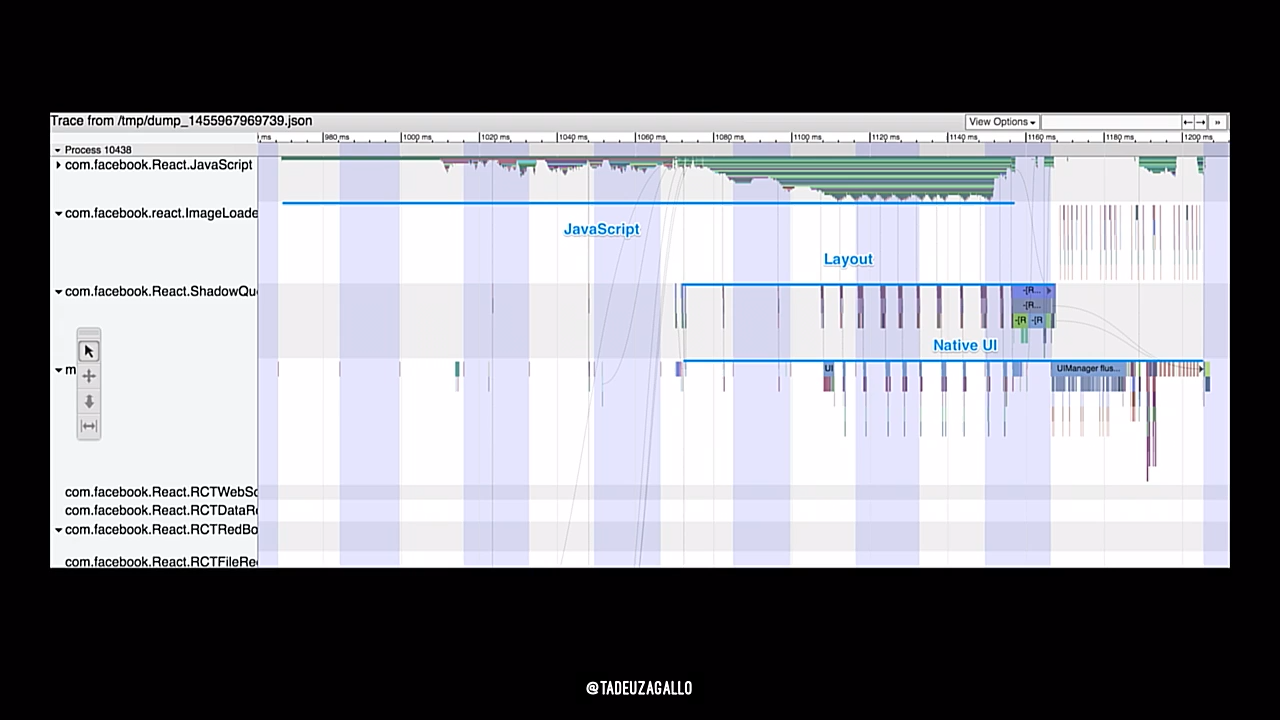 Trace from /tmp/dump_1455967969739.json
View Options
»
ms 980 ms 1000 ms 1020 ms 1040 ms 1060 ms 1080 ms 1100 ms 1120 ms 1140 ms 1160 ms 1180 ms 1200 ms
Process 10438
com.facebook.React.JavaScript
com.facebook.react.ImageLoade
JavaScript
Layout
com.facebook.React.ShadowQu
-[R...
-[R...
-[R -[R
Native UI
m
UI
UIManager flus...
com.facebook.React.RCTWebSo
com.facebook.React.RCTDataR
com.facebook.React.RCTRedBo
com.facebook.React.RCTFileRe
@TADEUZAGALLO